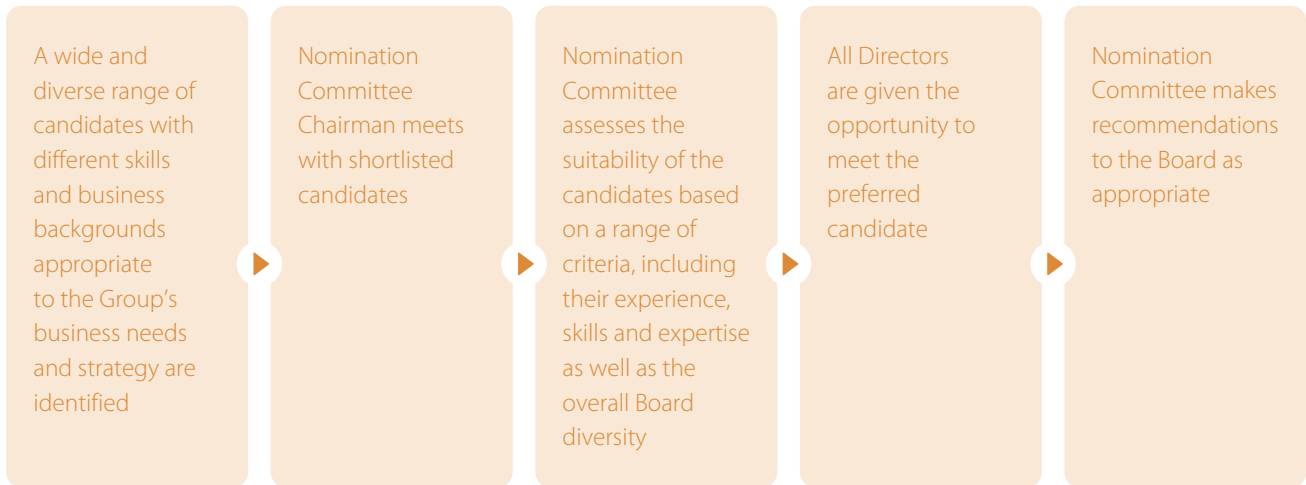 A wide and
diverse range of
candidates with
different skills
and business
backgrounds
appropriate
to the Group’s
business needs
and strategy are
identified
Nomination
Committee
Chairman meets
with shortlisted
candidates
Nomination
Committee
assesses the
suitability of the
candidates based
on a range of
criteria, including
their experience,
skills and expertise
as well as the
overall Board
diversity
All Directors
are given the
opportunity to
meet the
preferred
candidate
Nomination
Committee makes
recommendations
to the Board as
appropriate